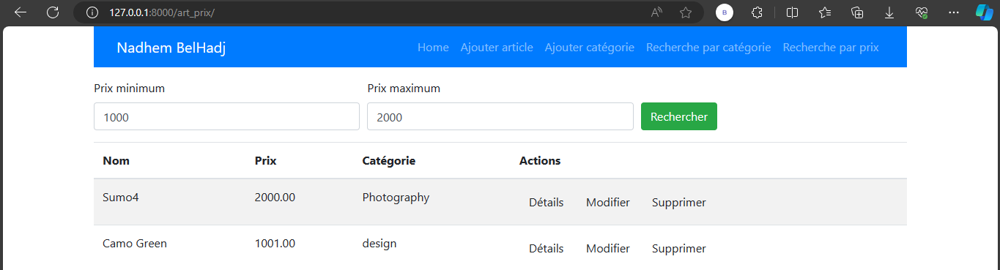 127.0.0.1:8000/art_prix/
B
Nadhem BelHadj Home Ajouter article Ajouter catégorie Recherche par catégorie Recherche par prix
Prix minimum Prix maximum
1000 2000 Rechercher
Nom Prix Catégorie Actions
Sumo4 2000.00 Photography Détails Modifier Supprimer
Camo Green 1001.00 design Détails Modifier Supprimer